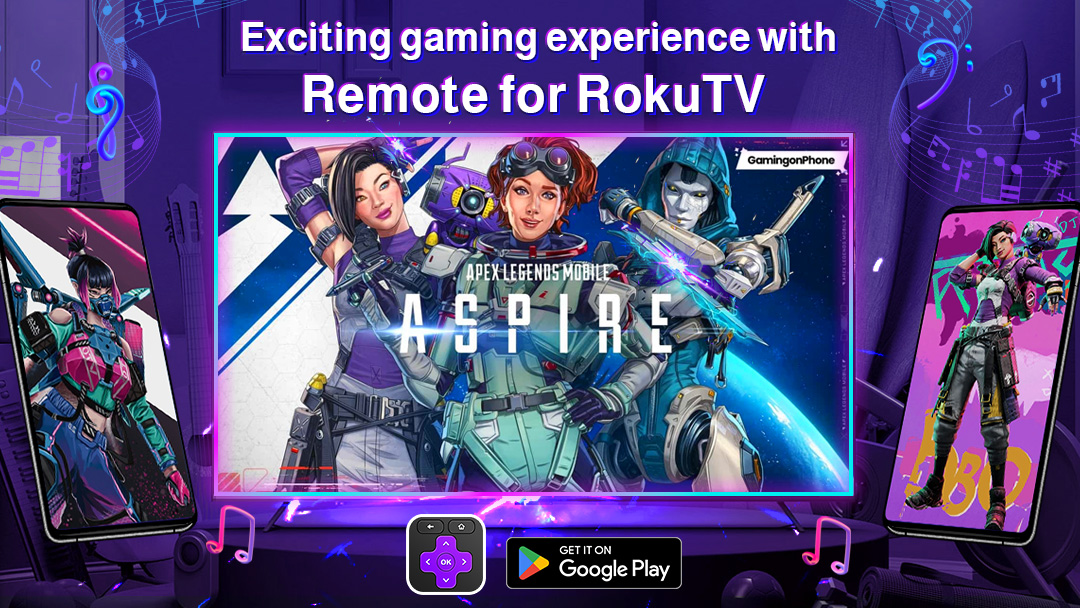 Exciting gaming experience with
Remote for RokuTV
GamingonPhone
APEX LEGENDS MOBILE
ASPIRE
OK
GET IT ON
Google Play